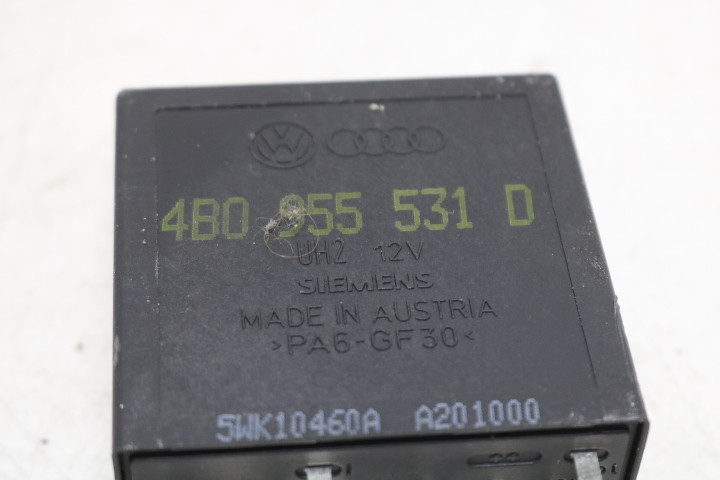 4B0 955 531 D
UH2 12V
SIEMENS
MADE IN AUSTRIA
>PA6-GF30<
5WK10460A A201000